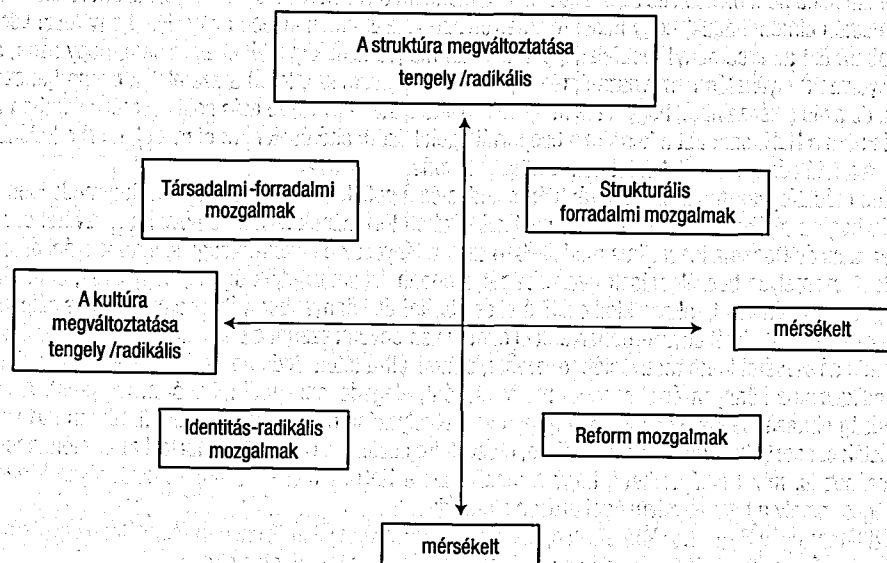 A struktúra megváltoztatása
tengely /radikális
Társadalmi-forradalmi
mozgalmak
Strukturális
forradalmi mozgalmak
A kultúra
megváltoztatása
tengely /radikális
mérsékelt
Identitás-radikális
mozgalmak
Reform mozgalmak
mérsékelt